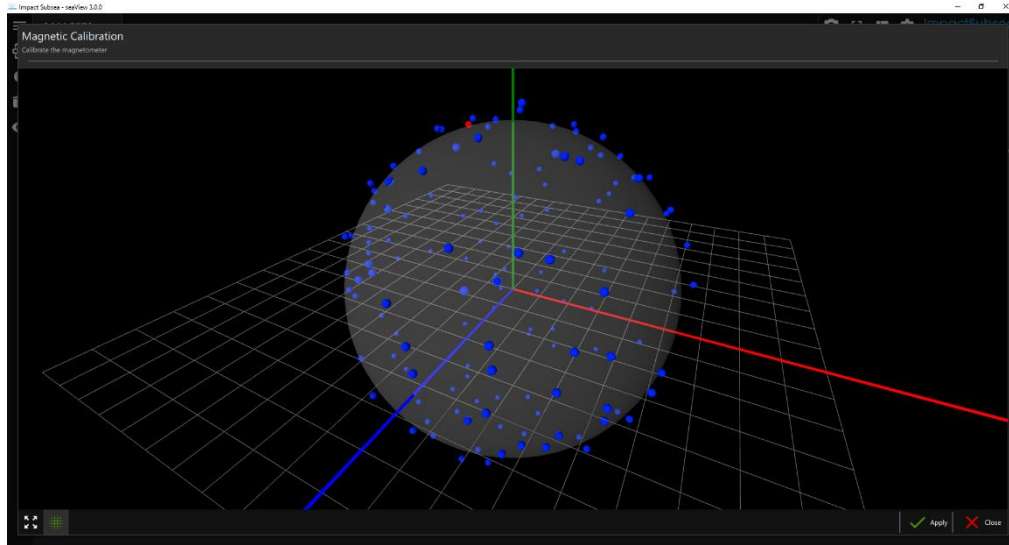 Impact Subsea - seaView 3.0.0
Magnetic Calibration
Calibrate the magnetometer
Apply
Close